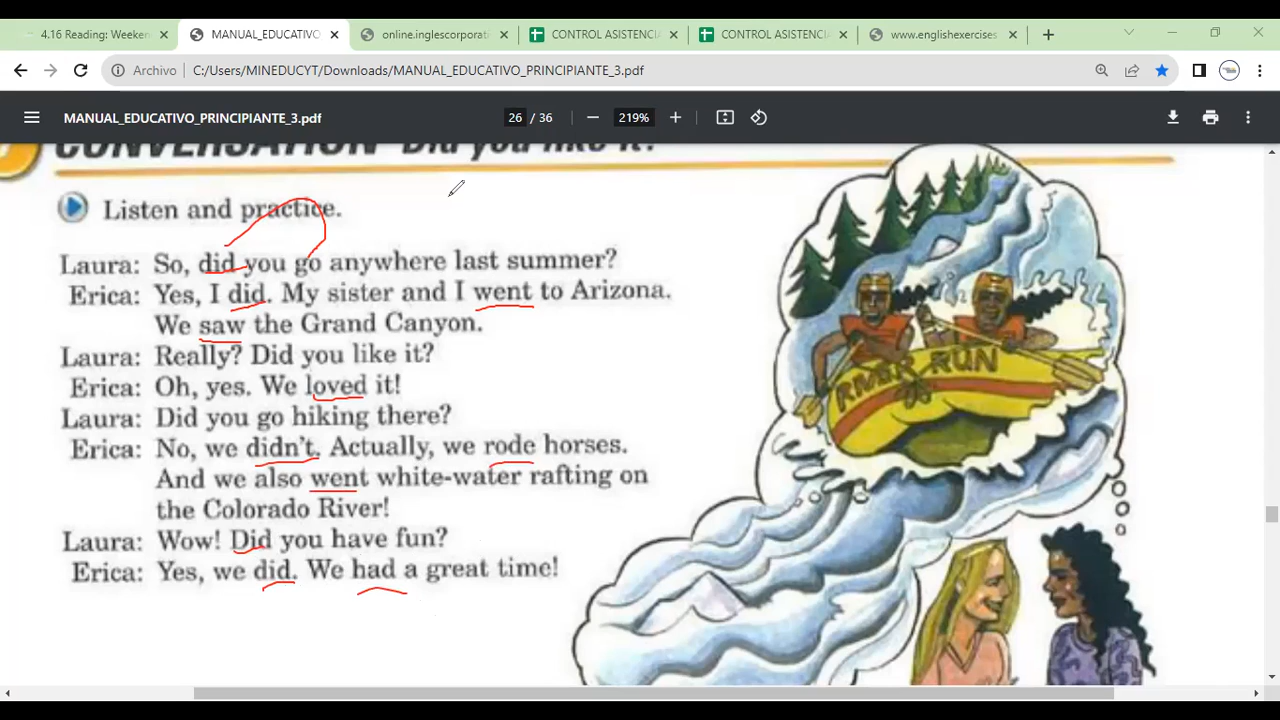 4.16 Reading: Weeken
MANUAL_EDUCATIVO
online.inglescorporat
CONTROL ASISTENCI
CONTROL ASISTENCI
www.englishexercises
Archivo
C:/Users/MINEDUCYT/Downloads/MANUAL_EDUCATIVO_PRINCIPIANTE_3.pdf
MANUAL_EDUCATIVO_PRINCIPIANTE_3.pdf
26 / 36
219%
CONVERSATION Did you like it?
Listen and practice.
Laura: So, did you go anywhere last summer?
Erica: Yes, I did. My sister and I went to Arizona.
We saw the Grand Canyon.
Laura: Really? Did you like it?
Erica: Oh, yes. We loved it!
Laura: Did you go hiking there?
Erica: No, we didn't. Actually, we rode horses.
And we also went white-water rafting on
the Colorado River!
Laura: Wow! Did you have fun?
Erica: Yes, we did. We had a great time!
RIVER RUN